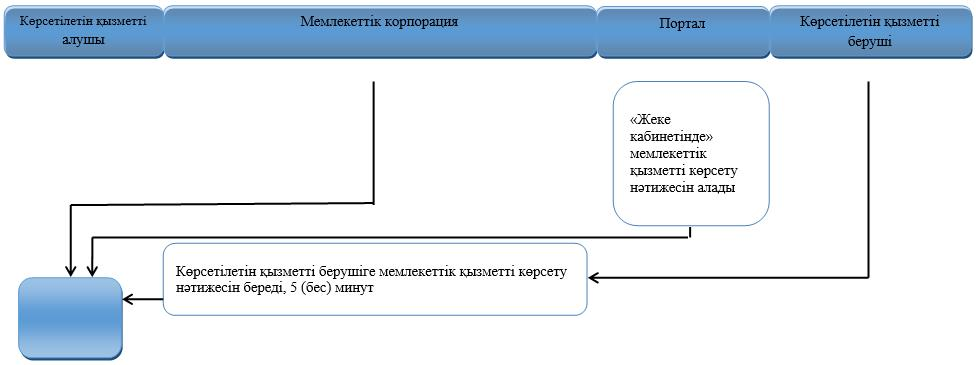 Көрсетілетін қызметті
алушы
Мемлекеттік корпорация
Портал
Көрсетілетін қызметті
беруші
«Жеке
кабинетінде»
мемлекеттік
қызметті көрсету
нәтижесін алады
Көрсетілетін қызметті берушіге мемлекеттік қызметті көрсету
нәтижесін береді, 5 (бес) минут